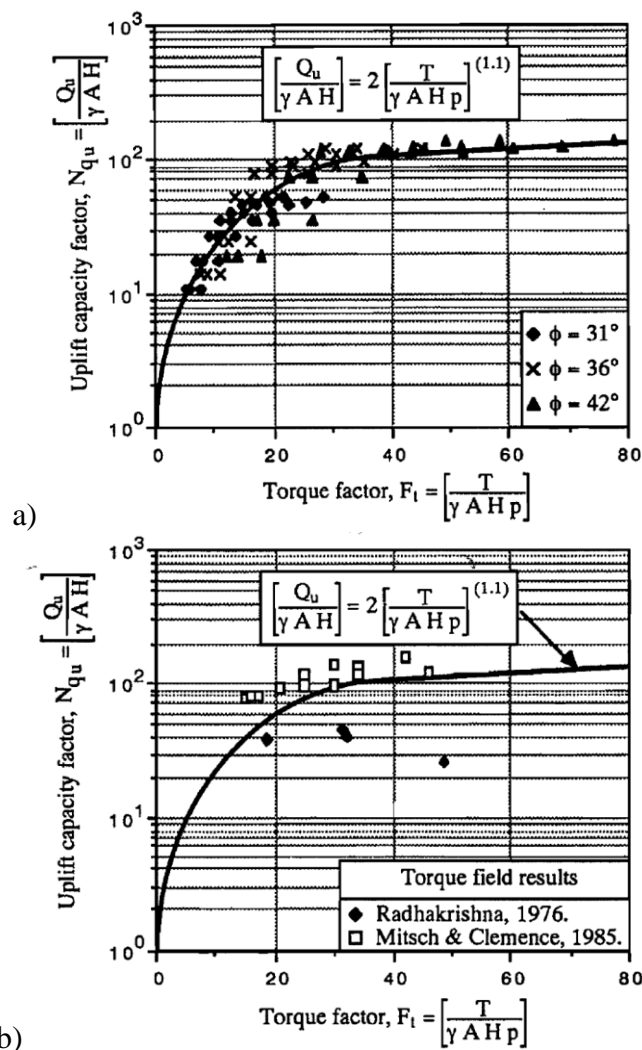 10³
[Qu/γ A H] = 2 [T/γ A H p]^(1.1)
10²
10¹
10⁰
Uplift capacity factor, Nqu = [Qu/γ A H]
◆ ϕ = 31°
× ϕ = 36°
▲ ϕ = 42°
0 20 40 60 80
Torque factor, Ft = [T/γ A H p]
a)
10³
[Qu/γ A H] = 2 [T/γ A H p]^(1.1)
10²
10¹
10⁰
Uplift capacity factor, Nqu = [Qu/γ A H]
Torque field results
◆ Radhakrishna, 1976.
□ Mitsch & Clemence, 1985.
0 20 40 60 80
Torque factor, Ft = [T/γ A H p]
b)